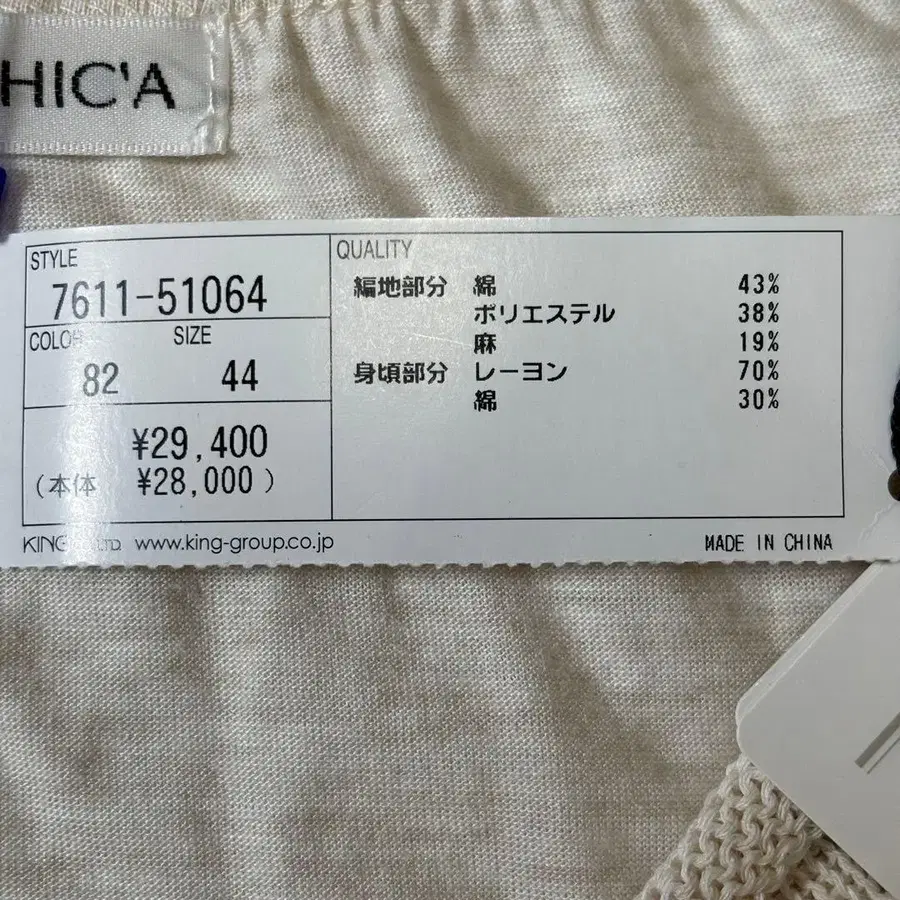 HIC'A
STYLE
7611-51064
COLOR SIZE
82 44
¥29,400
(本体 ¥28,000)
QUALITY
編地部分 綿 43%
ポリエステル 38%
麻 19%
身頃部分 レーヨン 70%
綿 30%
KING LTD. www.king-group.co.jp
MADE IN CHINA